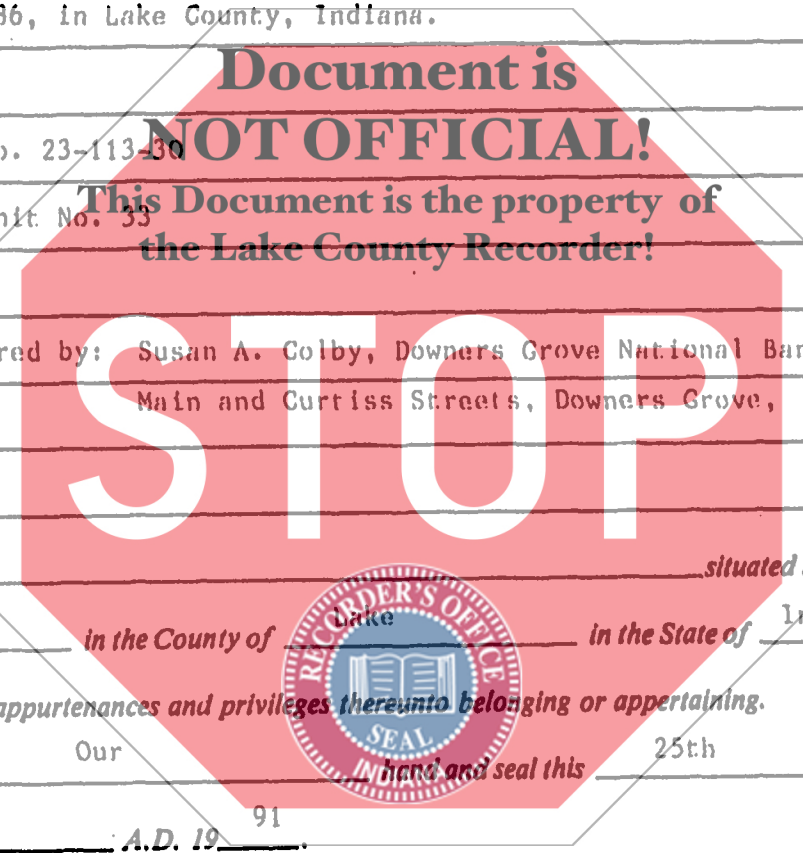 36, in Lake County, Indiana.
Document is
NOT OFFICIAL!
o. 23-113-30
This Document is the property of
nit No. 33
the Lake County Recorder!
STOP
red by: Susan A. Colby, Downers Grove National Ban
Main and Curtiss Streets, Downers Grove,
situated
in the County of Lake in the State of In
RECORDER'S OFFICE
appurtenances and privileges thereunto belonging or appertaining.
SEAL
INDIANA
Our hand and seal this 25th
A.D. 19 91.